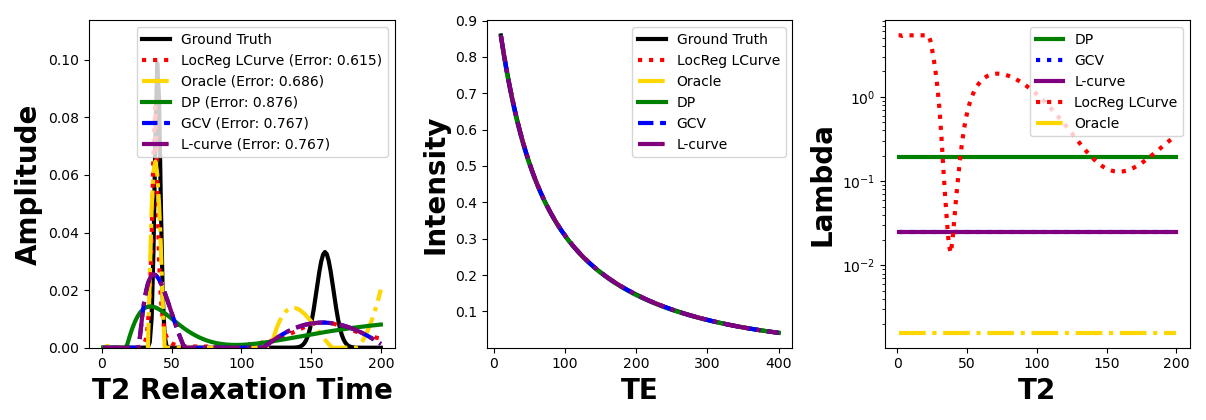 Amplitude
0.10
0.08
0.06
0.04
0.02
0.00
Ground Truth
LocReg LCurve (Error: 0.615)
Oracle (Error: 0.686)
DP (Error: 0.876)
GCV (Error: 0.767)
L-curve (Error: 0.767)
0 50 100 150 200
T2 Relaxation Time
Intensity
0.9
0.8
0.7
0.6
0.5
0.4
0.3
0.2
0.1
Ground Truth
LocReg LCurve
Oracle
DP
GCV
L-curve
0 100 200 300 400
TE
Lambda
10⁰
10⁻¹
10⁻²
DP
GCV
L-curve
LocReg LCurve
Oracle
0 50 100 150 200
T2